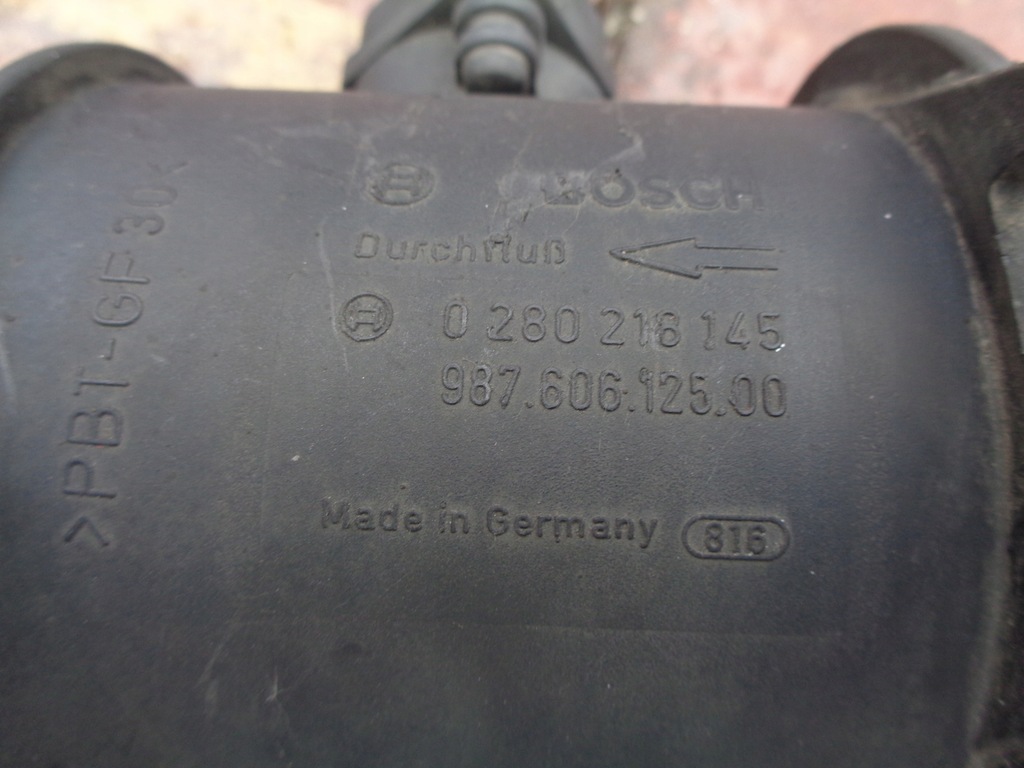 BOSCH
Durchfluß
0 280 218 145
987.606.125.00
Made in Germany 816
>PBT-GF30<